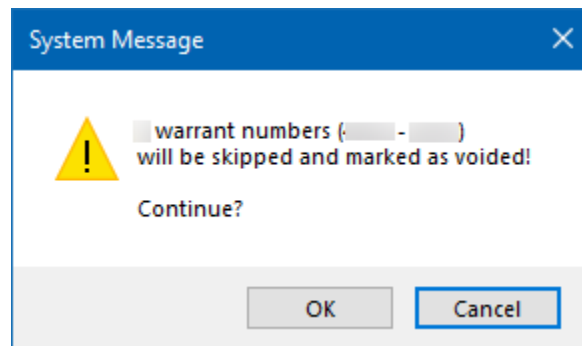 System Message
warrant numbers ( - )
will be skipped and marked as voided!
Continue?
OK
Cancel